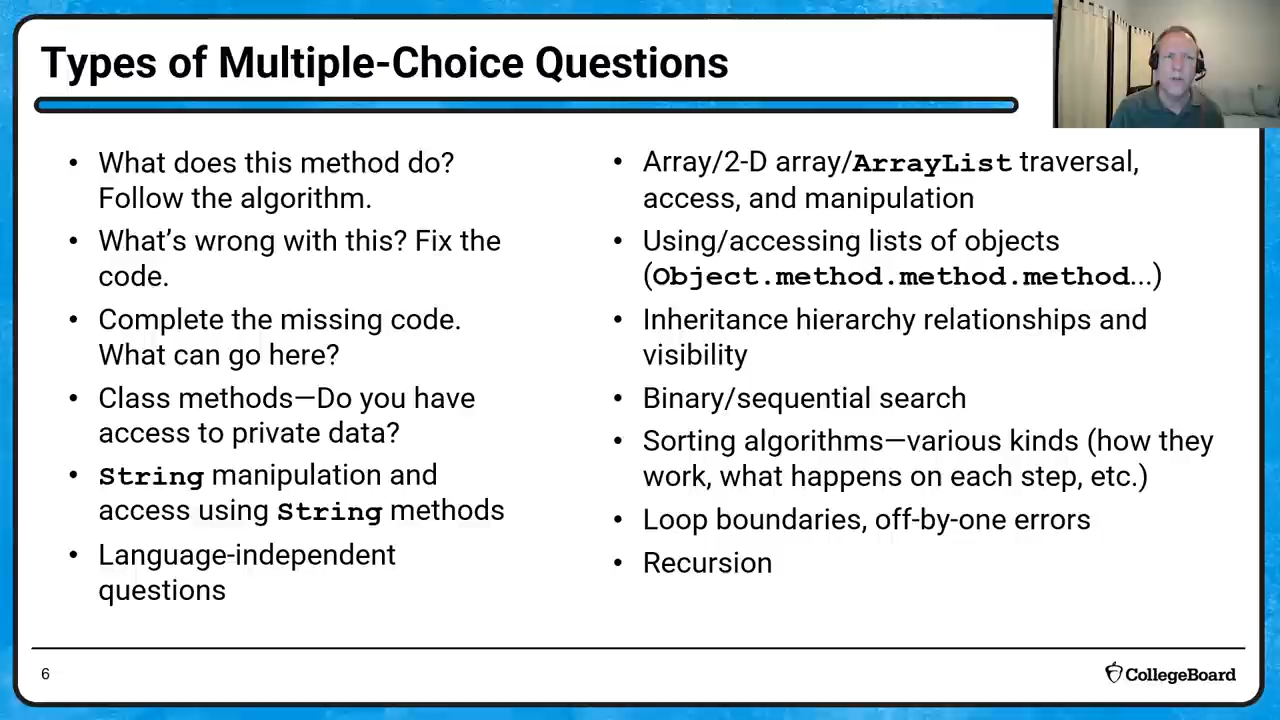 Types of Multiple-Choice Questions
• What does this method do?
Follow the algorithm.
• What’s wrong with this? Fix the
code.
• Complete the missing code.
What can go here?
• Class methods—Do you have
access to private data?
• String manipulation and
access using String methods
• Language-independent
questions
• Array/2-D array/ArrayList traversal,
access, and manipulation
• Using/accessing lists of objects
(Object.method.method.method...)
• Inheritance hierarchy relationships and
visibility
• Binary/sequential search
• Sorting algorithms—various kinds (how they
work, what happens on each step, etc.)
• Loop boundaries, off-by-one errors
• Recursion
6
CollegeBoard